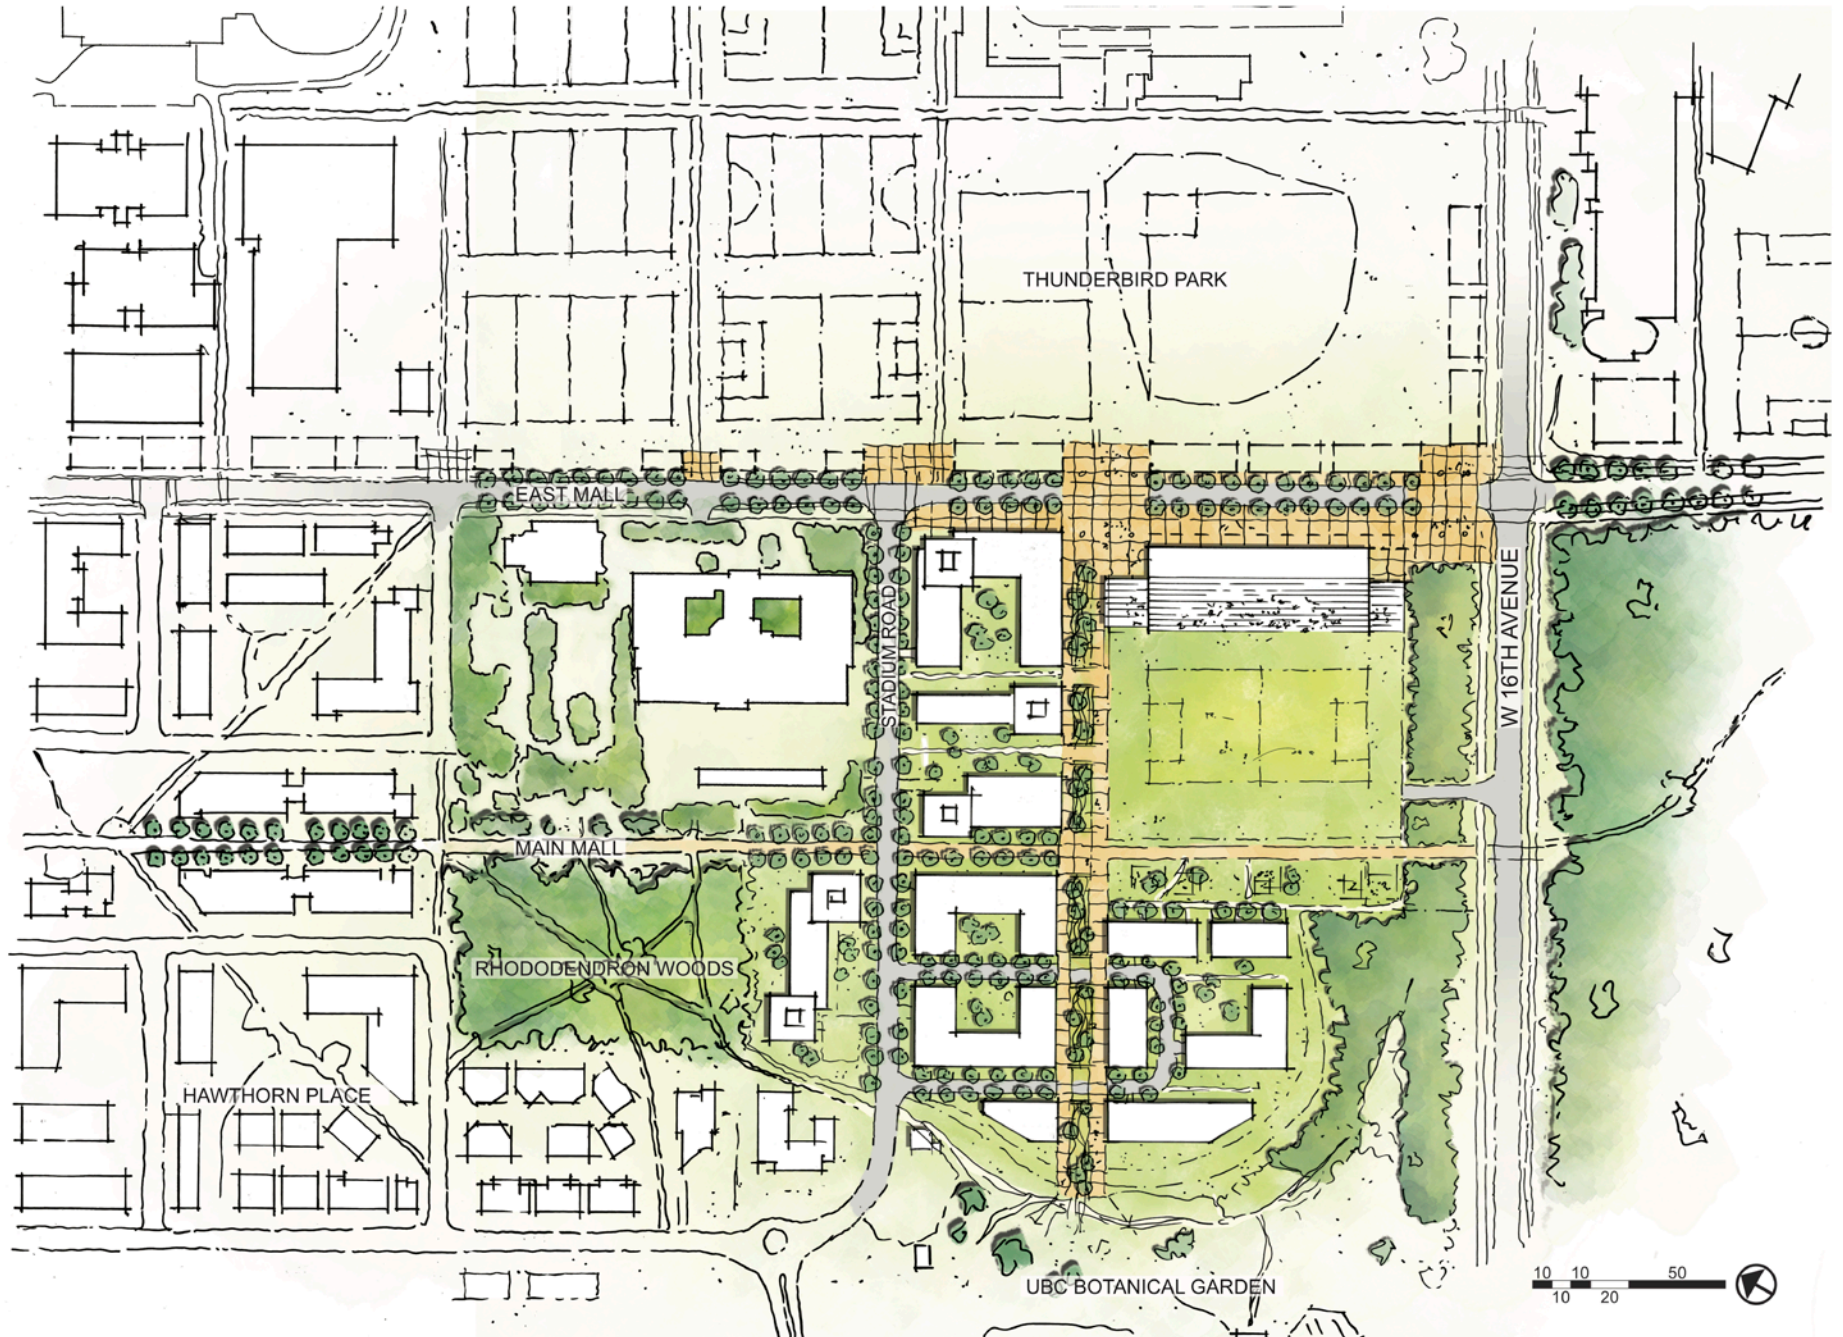 THUNDERBIRD PARK
EAST MALL
STADIUM ROAD
W 16TH AVENUE
MAIN MALL
RHODODENDRON WOODS
HAWTHORN PLACE
UBC BOTANICAL GARDEN
10 10 50
10 20